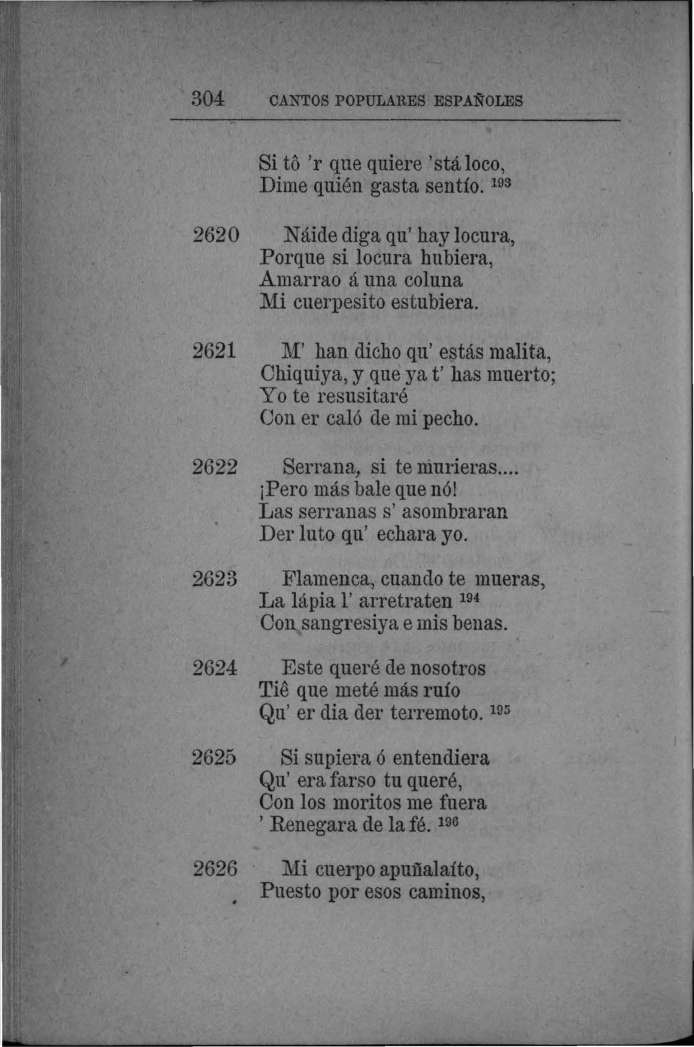 304 CANTOS POPULARES ESPAÑOLES
Si tô 'r que quiere 'stá loco,
Dime quién gasta sentío. 193
2620 Náide diga qu' hay locura,
Porque si locura hubiera,
Amarrao á una coluna
Mi cuerpesito estubiera.
2621 M' han dicho qu' estás malita,
Chiquiya, y que ya t' has muerto;
Yo te resusitaré
Con er caló de mi pecho.
2622 Serrana, si te murieras....
¡Pero más bale que nó!
Las serranas s' asombraran
Der luto qu' echara yo.
2623 Flamenca, cuando te mueras,
La lápia l' arretraten 194
Con sangresiya e mis benas.
2624 Este queré de nosotros
Tiê que meté más ruío
Qu' er dia der terremoto. 195
2625 Si supiera ó entendiera
Qu' era farso tu queré,
Con los moritos me fuera
' Renegara de la fé. 196
2626 Mi cuerpo apuñalaíto,
Puesto por esos caminos,